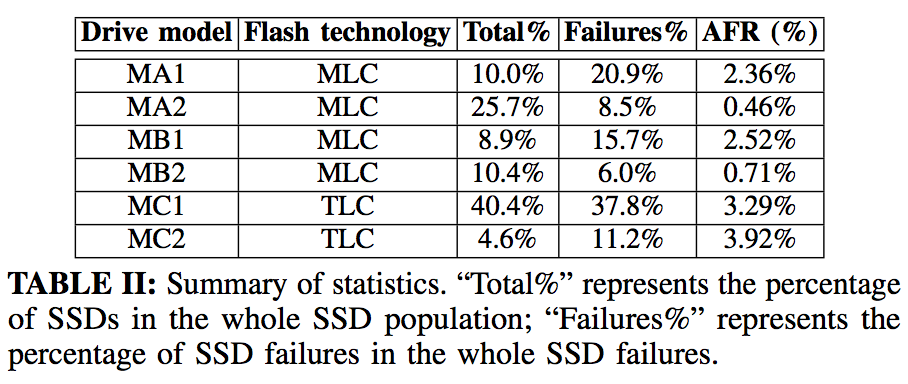 Drive model Flash technology Total% Failures% AFR (%)
MA1 MLC 10.0% 20.9% 2.36%
MA2 MLC 25.7% 8.5% 0.46%
MB1 MLC 8.9% 15.7% 2.52%
MB2 MLC 10.4% 6.0% 0.71%
MC1 TLC 40.4% 37.8% 3.29%
MC2 TLC 4.6% 11.2% 3.92%
TABLE II: Summary of statistics. “Total%” represents the percentage
of SSDs in the whole SSD population; “Failures%” represents the
percentage of SSD failures in the whole SSD failures.